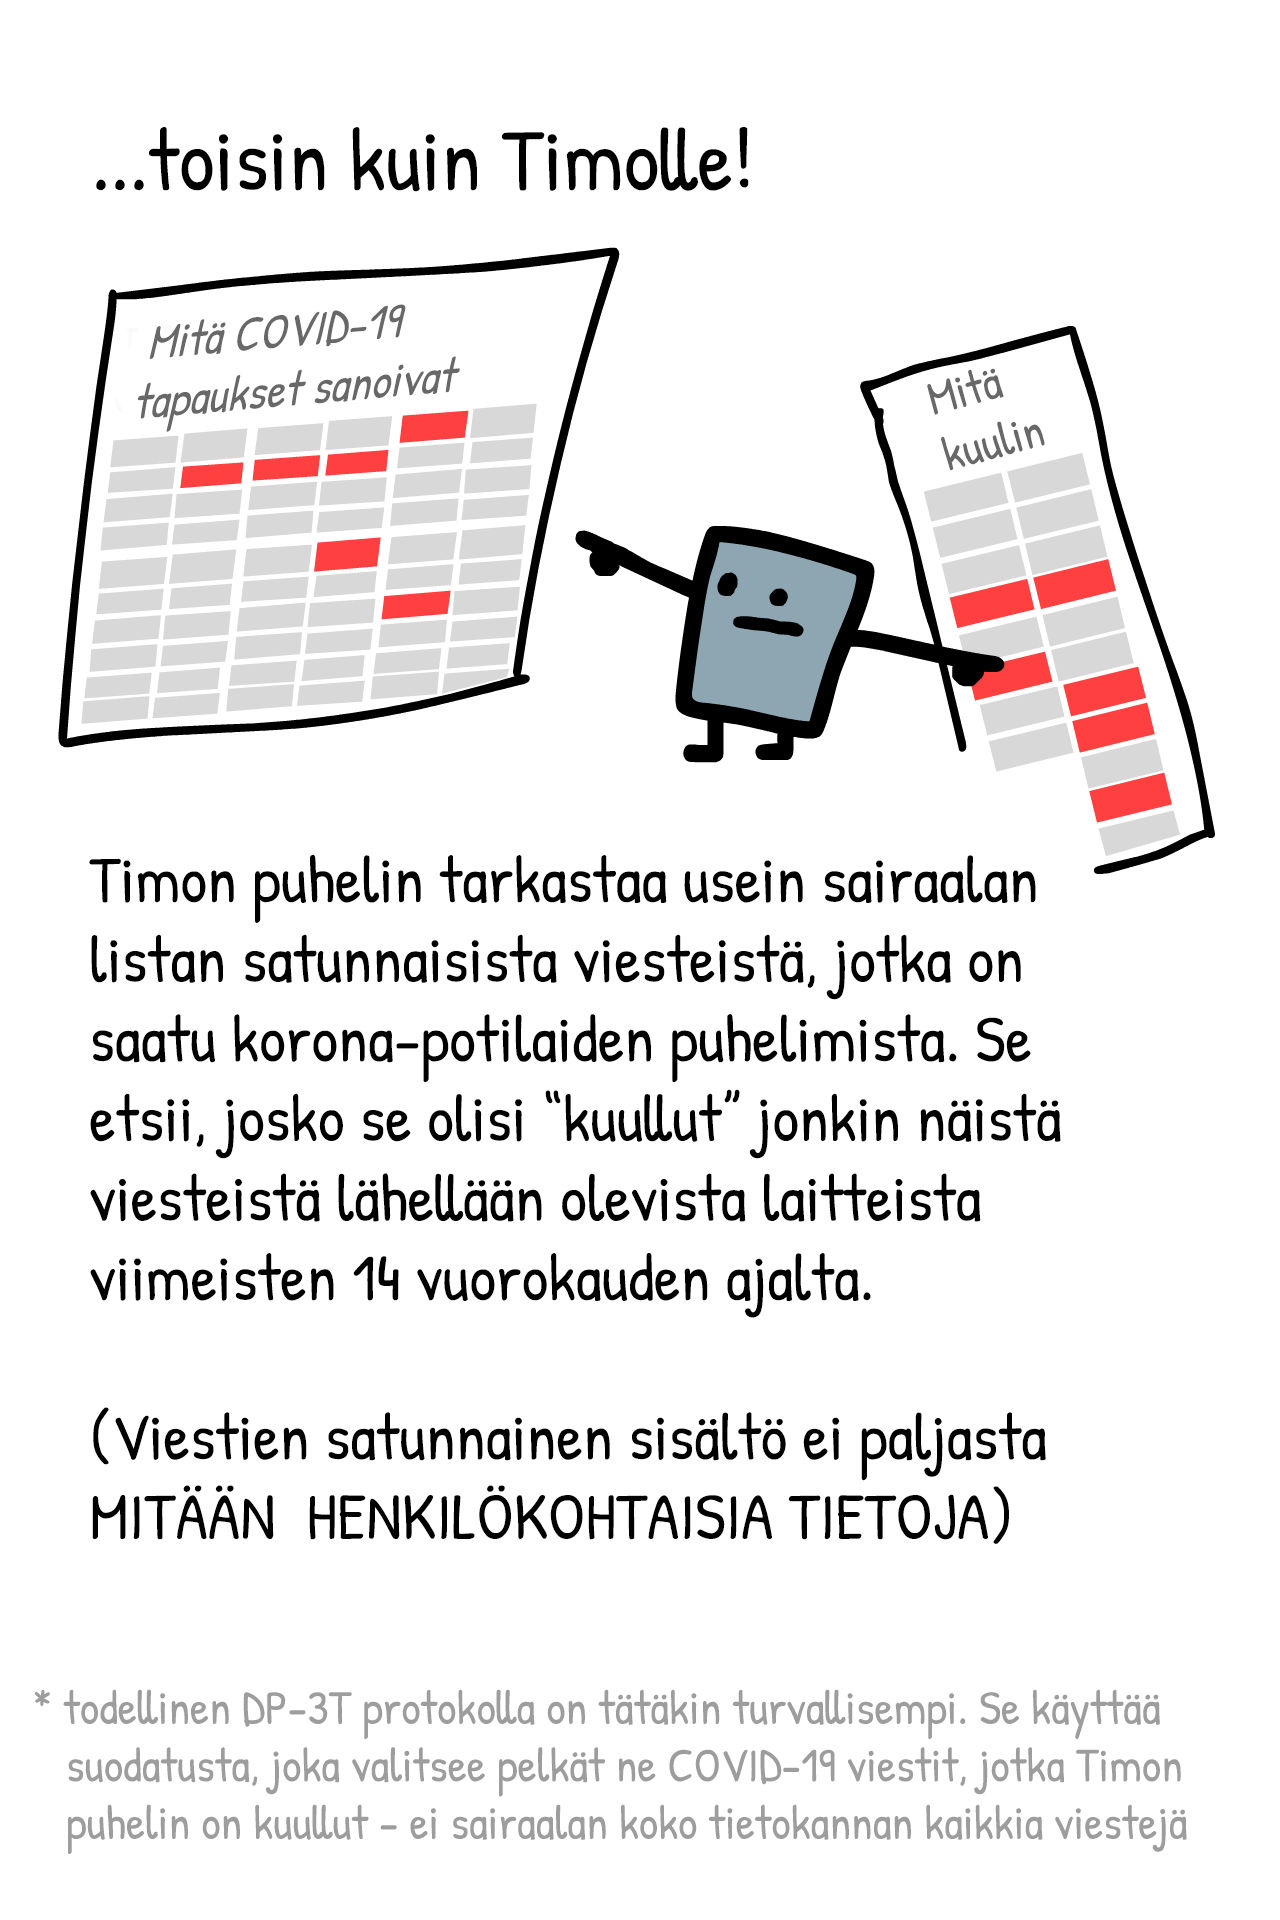 ...toisin kuin Timolle!
Mitä COVID-19
tapaukset sanoivat
Mitä
kuulin
Timon puhelin tarkastaa usein sairaalan
listan satunnaisista viesteistä, jotka on
saatu korona-potilaiden puhelimista. Se
etsii, josko se olisi “kuullut” jonkin näistä
viesteistä lähellään olevista laitteista
viimeisten 14 vuorokauden ajalta.
(Viestien satunnainen sisältö ei paljasta
MITÄÄN HENKILÖKOHTAISIA TIETOJA)
* todellinen DP-3T protokolla on tätäkin turvallisempi. Se käyttää
suodatusta, joka valitsee pelkät ne COVID-19 viestit, jotka Timon
puhelin on kuullut - ei sairaalan koko tietokannan kaikkia viestejä